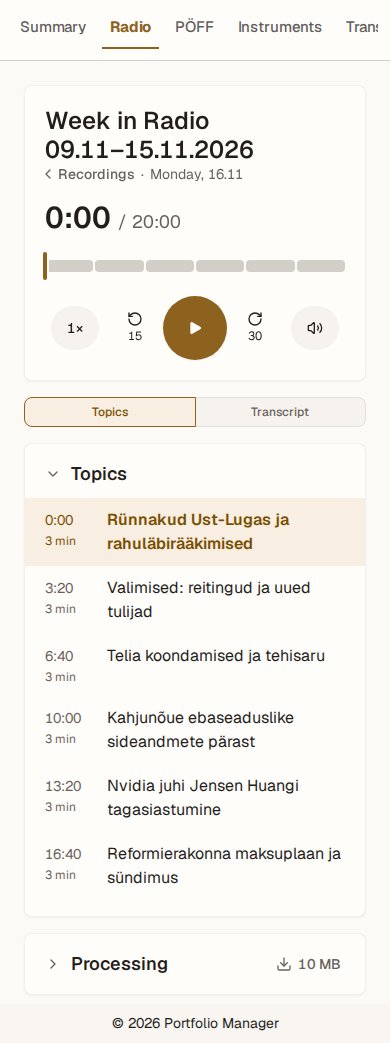 Summary Radio PÖFF Instruments Trans
Week in Radio
09.11–15.11.2026
Recordings · Monday, 16.11
0:00 / 20:00
1×
15
30
Topics Transcript
Topics
0:00 Rünnakud Ust-Lugas ja
3 min rahuläbirääkimised
3:20 Valimised: reitingud ja uued
3 min tulijad
6:40 Telia koondamised ja tehisaru
3 min
10:00 Kahjunõue ebaseaduslike
3 min sideandmete pärast
13:20 Nvidia juhi Jensen Huangi
3 min tagasiastumine
16:40 Reformierakonna maksuplaan ja
3 min sündimus
Processing 10 MB
© 2026 Portfolio Manager